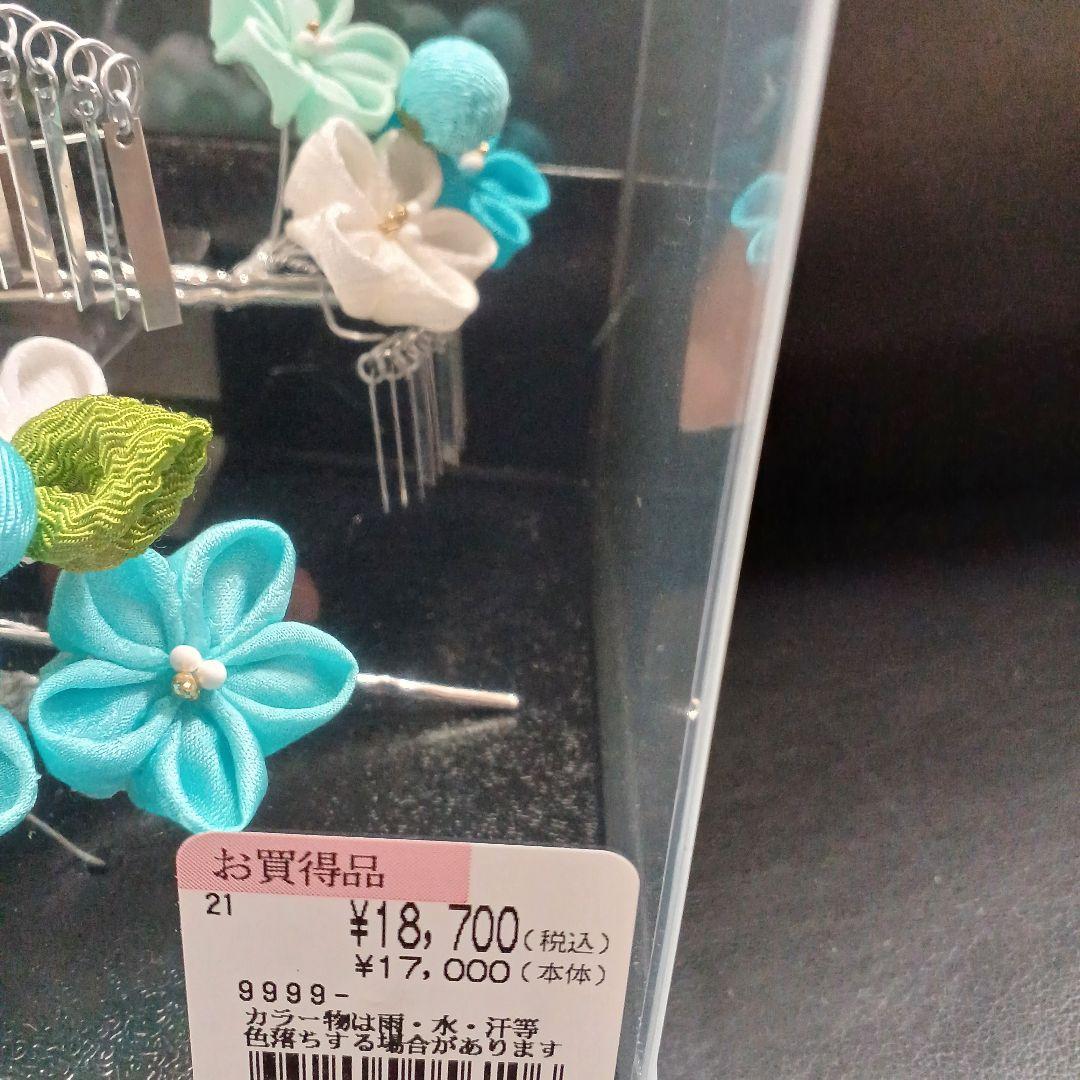 お買得品
21
¥18,700(税込)
¥17,000(本体)
9999-
カラー物は雨・水・汗等
色落ちする場合があります